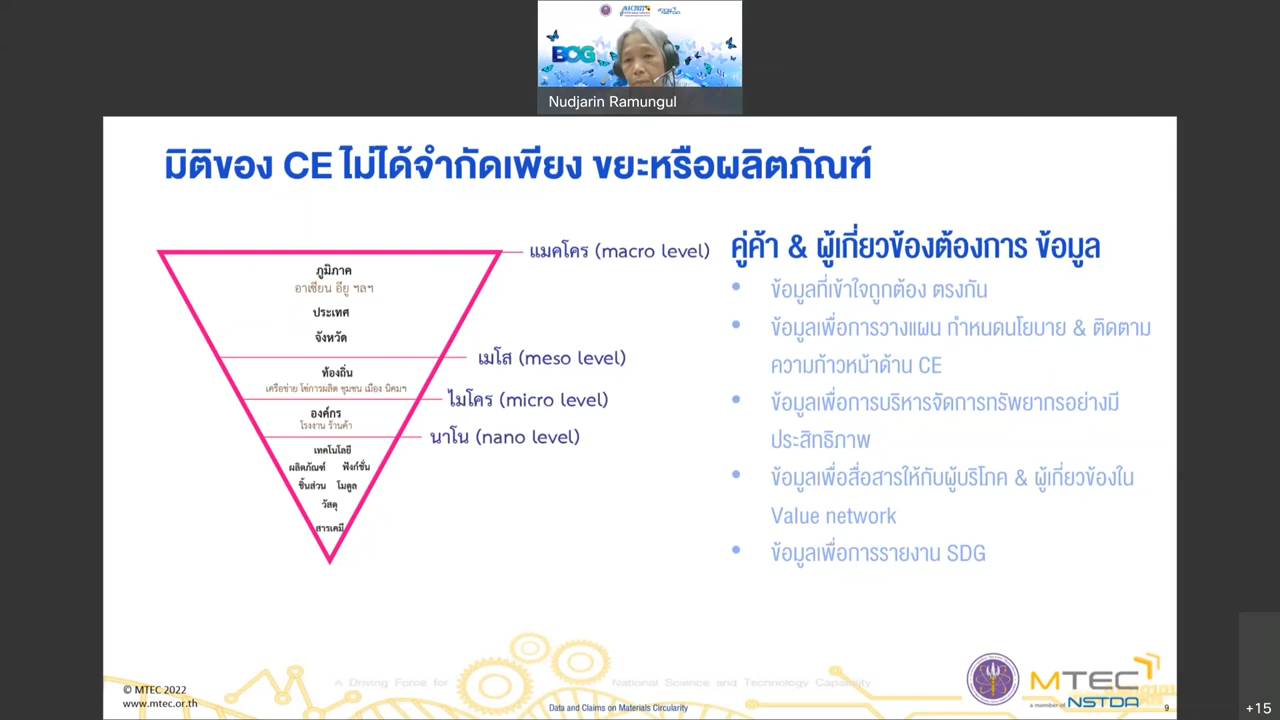 NAC2022
NSTDA
BCG
Nudjarin Ramungul
มิติของ CE ไม่ได้จำกัดเพียง ขยะหรือผลิตภัณฑ์
แมคโคร (macro level)
ภูมิภาค
อาเซียน อียู ฯลฯ
ประเทศ
จังหวัด
เมโส (meso level)
ท้องถิ่น
เครือข่าย โซ่การผลิต ชุมชน เมือง นิคมฯ
ไมโคร (micro level)
องค์กร
โรงงาน ร้านค้า
นาโน (nano level)
เทคโนโลยี
ผลิตภัณฑ์ ฟังก์ชั่น
ชิ้นส่วน โมดูล
วัสดุ
สารเคมี
คู่ค้า & ผู้เกี่ยวข้องต้องการ ข้อมูล
• ข้อมูลที่เข้าใจถูกต้อง ตรงกัน
• ข้อมูลเพื่อการวางแผน กำหนดนโยบาย & ติดตาม
ความก้าวหน้าด้าน CE
• ข้อมูลเพื่อการบริหารจัดการทรัพยากรอย่างมี
ประสิทธิภาพ
• ข้อมูลเพื่อสื่อสารให้กับผู้บริโภค & ผู้เกี่ยวข้องใน
Value network
• ข้อมูลเพื่อการรายงาน SDG
A Driving Force for National Science and Technology Capability
© MTEC 2022
www.mtec.or.th
Data and Claims on Materials Circularity
MTEC
a member of NSTDA
9
+15